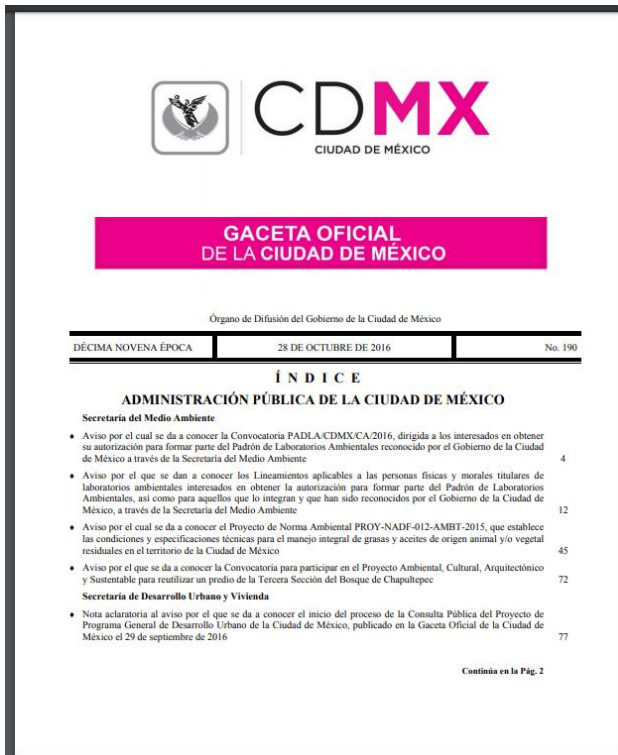 CDMX
CIUDAD DE MÉXICO
GACETA OFICIAL
DE LA CIUDAD DE MÉXICO
Órgano de Difusión del Gobierno de la Ciudad de México
DÉCIMA NOVENA ÉPOCA 28 DE OCTUBRE DE 2016 No. 190
Í N D I C E
ADMINISTRACIÓN PÚBLICA DE LA CIUDAD DE MÉXICO
Secretaría del Medio Ambiente
♦ Aviso por el cual se da a conocer la Convocatoria PADLA/CDMX/CA/2016, dirigida a los interesados en obtener
su autorización para formar parte del Padrón de Laboratorios Ambientales reconocido por el Gobierno de la Ciudad
de México a través de la Secretaría del Medio Ambiente 4
♦ Aviso por el que se dan a conocer los Lineamientos aplicables a las personas físicas y morales titulares de
laboratorios ambientales interesados en obtener la autorización para formar parte del Padrón de Laboratorios
Ambientales, así como para aquellos que lo integran y que han sido reconocidos por el Gobierno de la Ciudad de
México, a través de la Secretaría del Medio Ambiente 12
♦ Aviso por el cual se da a conocer el Proyecto de Norma Ambiental PROY-NADF-012-AMBT-2015, que establece
las condiciones y especificaciones técnicas para el manejo integral de grasas y aceites de origen animal y/o vegetal
residuales en el territorio de la Ciudad de México 45
♦ Aviso por el que se da a conocer la Convocatoria para participar en el Proyecto Ambiental, Cultural, Arquitectónico
y Sustentable para reutilizar un predio de la Tercera Sección del Bosque de Chapultepec 72
Secretaría de Desarrollo Urbano y Vivienda
♦ Nota aclaratoria al aviso por el que se da a conocer el inicio del proceso de la Consulta Pública del Proyecto de
Programa General de Desarrollo Urbano de la Ciudad de México, publicado en la Gaceta Oficial de la Ciudad de
México el 29 de septiembre de 2016 77
Continúa en la Pág. 2